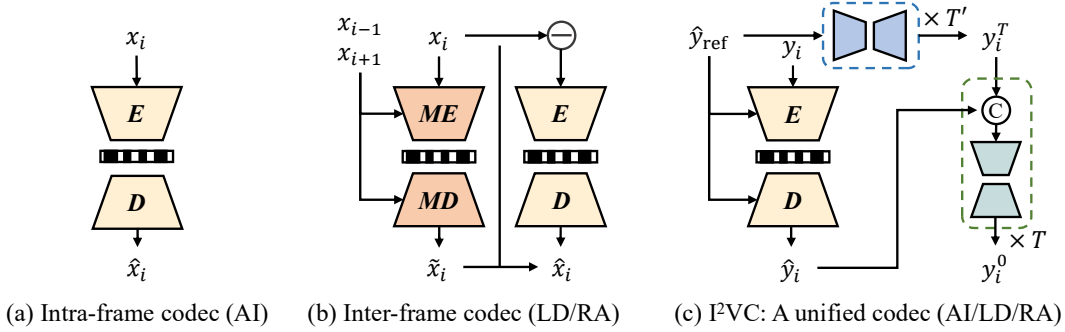 x_i
E
D
x̂_i
(a) Intra-frame codec (AI)
x_{i-1}
x_{i+1}
x_i
−
ME
MD
E
D
x̃_i
x̂_i
(b) Inter-frame codec (LD/RA)
ŷ_ref
y_i
× T′
y_i^T
E
D
C
× T
ŷ_i
y_i^0
(c) I²VC: A unified codec (AI/LD/RA)